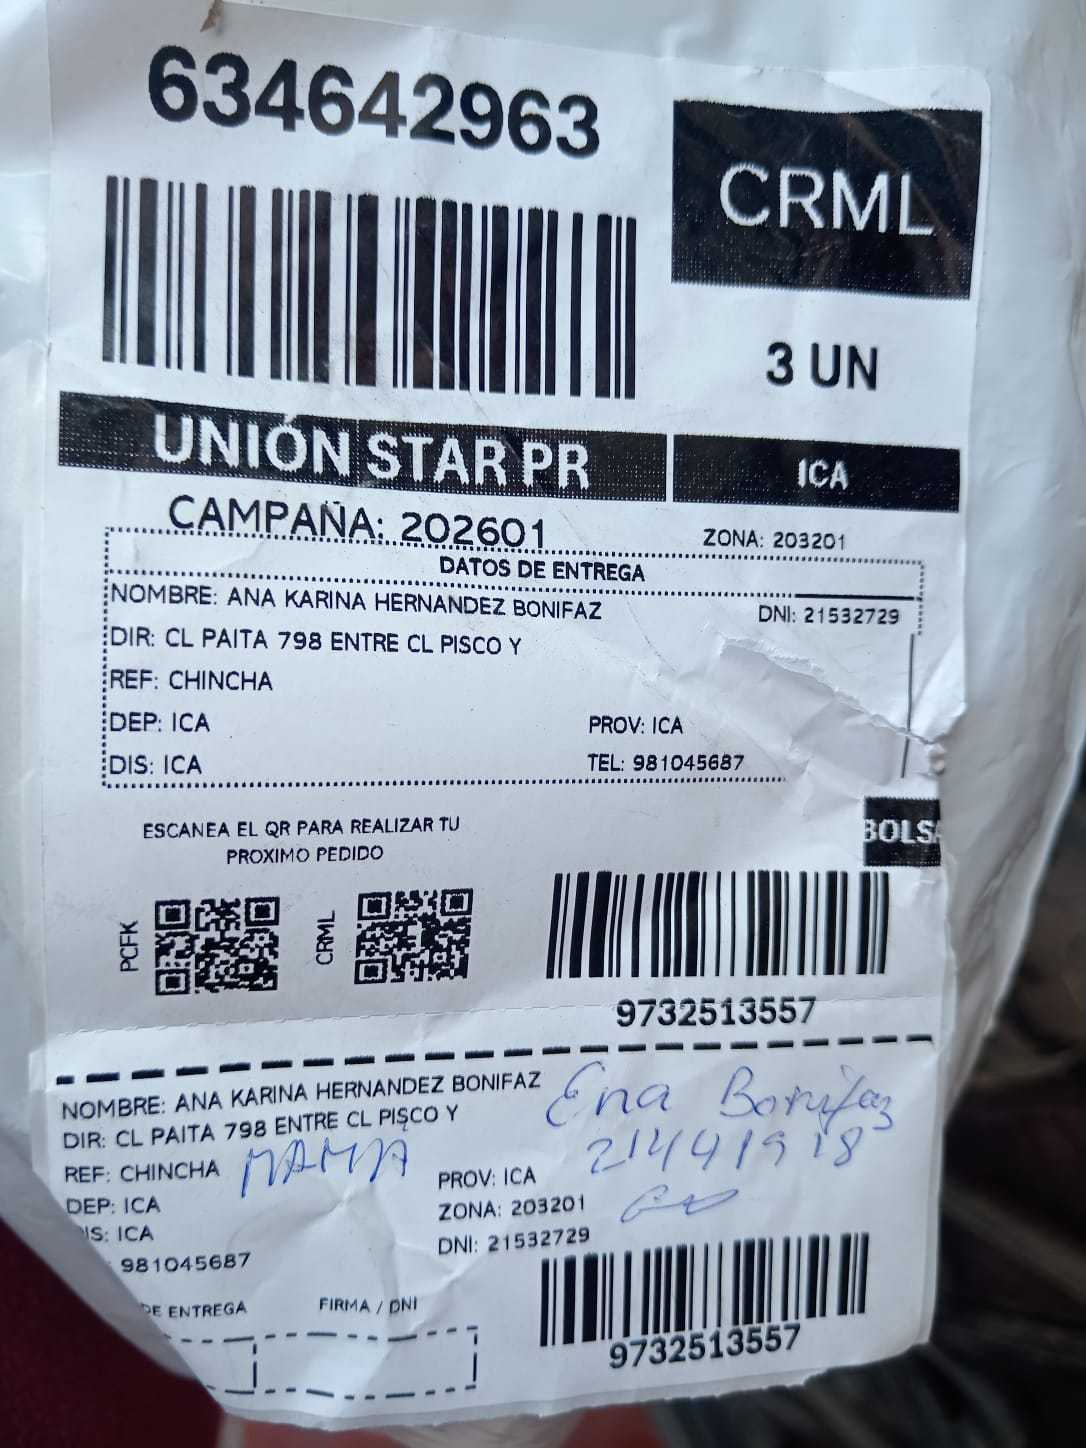 634642963
CRML
3 UN
UNIÓN STAR PR
ICA
CAMPAÑA: 202601
ZONA: 203201
DATOS DE ENTREGA
NOMBRE: ANA KARINA HERNANDEZ BONIFAZ
DNI: 21532729
DIR: CL PAITA 798 ENTRE CL PISCO Y
REF: CHINCHA
DEP: ICA
PROV: ICA
DIS: ICA
TEL: 981045687
ESCANEA EL QR PARA REALIZAR TU
PROXIMO PEDIDO
BOLSA
PCFK
CRML
9732513557
NOMBRE: ANA KARINA HERNANDEZ BONIFAZ
Ena Bonifaz
DIR: CL PAITA 798 ENTRE CL PISCO Y
21441918
REF: CHINCHA MAMA
PROV: ICA
DEP: ICA
ZONA: 203201
IS: ICA
DNI: 21532729
981045687
DE ENTREGA
FIRMA / DNI
9732513557